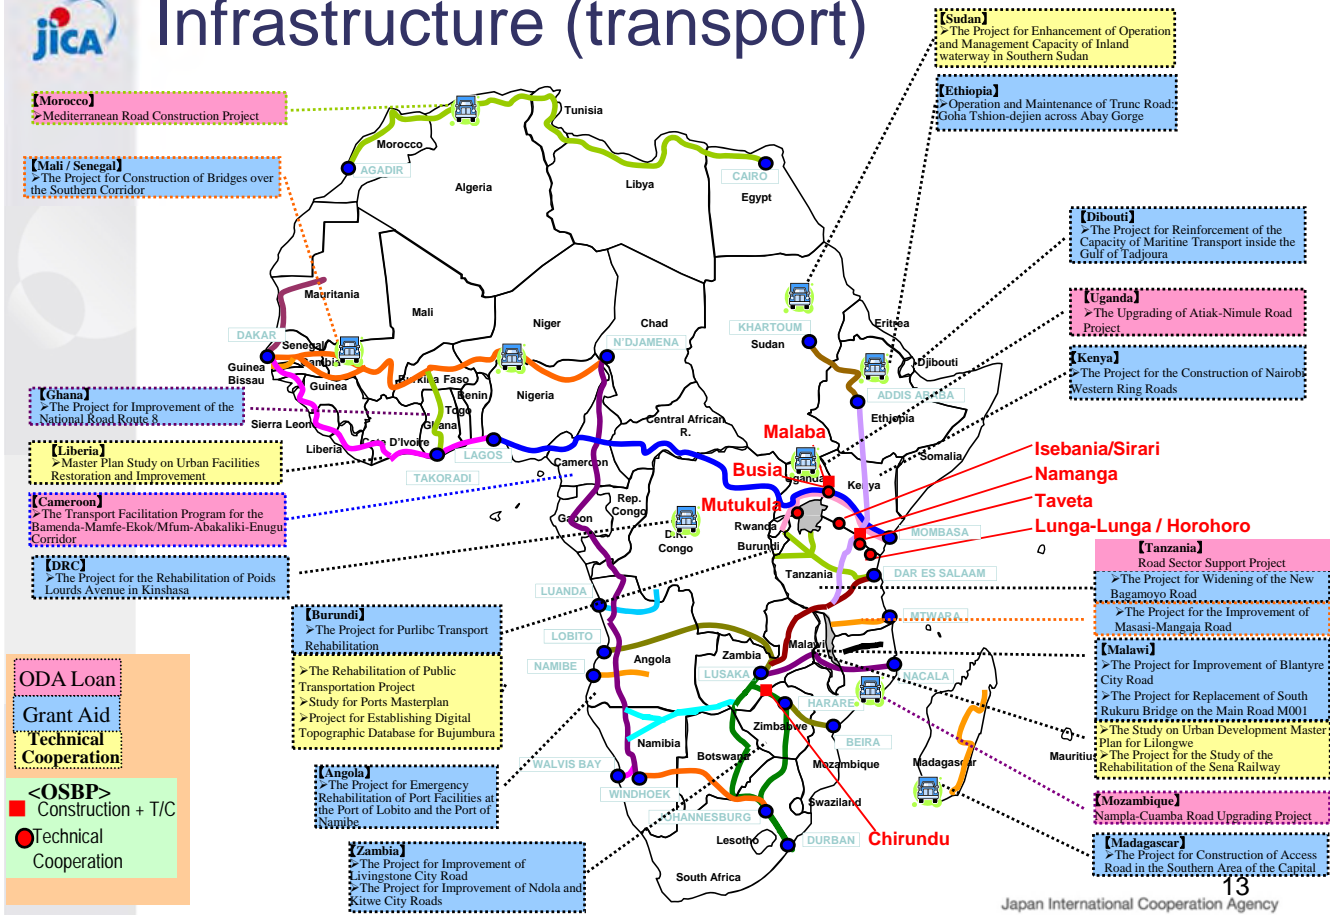 jICA
Infrastructure (transport)
【Sudan】
➢The Project for Enhancement of Operation
and Management Capacity of Inland
waterway in Southern Sudan
【Ethiopia】
➢Operation and Maintenance of Trunc Road:
Goha Tshion-dejien across Abay Gorge
【Morocco】
➢Mediterranean Road Construction Project
【Mali / Senegal】
➢The Project for Construction of Bridges over
the Southern Corridor
【Dibouti】
➢The Project for Reinforcement of the
Capacity of Maritine Transport inside the
Gulf of Tadjoura
【Uganda】
➢The Upgrading of Atiak-Nimule Road
Project
【Kenya】
➢The Project for the Construction of Nairobi
Western Ring Roads
【Ghana】
➢The Project for Improvement of the
National Road Route 8
【Liberia】
➢Master Plan Study on Urban Facilities
Restoration and Improvement
【Cameroon】
➢The Transport Facilitation Program for the
Bamenda-Mamfe-Ekok/Mfum-Abakaliki-Enugu
Corridor
【DRC】
➢The Project for the Rehabilitation of Poids
Lourds Avenue in Kinshasa
【Burundi】
➢The Project for Purlibc Transport
Rehabilitation
➢The Rehabilitation of Public
Transportation Project
➢Study for Ports Masterplan
➢Project for Establishing Digital
Topographic Database for Bujumbura
【Angola】
➢The Project for Emergency
Rehabilitation of Port Facilities at
the Port of Lobito and the Port of
Namibe
【Zambia】
➢The Project for Improvement of
Livingstone City Road
➢The Project for Improvement of Ndola and
Kitwe City Roads
【Tanzania】
Road Sector Support Project
➢The Project for Widening of the New
Bagamoyo Road
➢The Project for the Improvement of
Masasi-Mangaja Road
【Malawi】
➢The Project for Improvement of Blantyre
City Road
➢The Project for Replacement of South
Rukuru Bridge on the Main Road M001
➢The Study on Urban Development Master
Plan for Lilongwe
➢The Project for the Study of the
Rehabilitation of the Sena Railway
【Mozambique】
Nampla-Cuamba Road Upgrading Project
【Madagascar】
➢The Project for Construction of Access
Road in the Southern Area of the Capital
Tunisia
Morocco
AGADIR
Algeria
Libya
CAIRO
Egypt
Mauritania
Mali
Niger
Chad
KHARTOUM
Sudan
Eritrea
DAKAR
Senegal
Gambia
N'DJAMENA
Djibouti
Guinea
Bissau
Guinea
Burkina Faso
Benin
Nigeria
ADDIS ABABA
Togo
Ghana
Ethiopia
Sierra Leon
Central African
R.
Malaba
Liberia
Cote D'Ivoire
LAGOS
Somalia
Isebania/Sirari
TAKORADI
Cameroon
Busia
Uganda
Kenya
Namanga
Rep.
Congo
Mutukula
Taveta
Gabon
Rwanda
Lunga-Lunga / Horohoro
D.R.
Congo
Burundi
MOMBASA
Tanzania
DAR ES SALAAM
LUANDA
MTWARA
LOBITO
Malawi
NAMIBE
Angola
Zambia
LUSAKA
NACALA
HARARE
Zimbabwe
Namibia
BEIRA
Botswana
Mozambique
Madagascar
Mauritiu
WALVIS BAY
WINDHOEK
Swaziland
JOHANNESBURG
Lesotho
DURBAN
Chirundu
South Africa
ODA Loan
Grant Aid
Technical
Cooperation
<OSBP>
Construction + T/C
Technical
Cooperation
13
Japan International Cooperation Agency